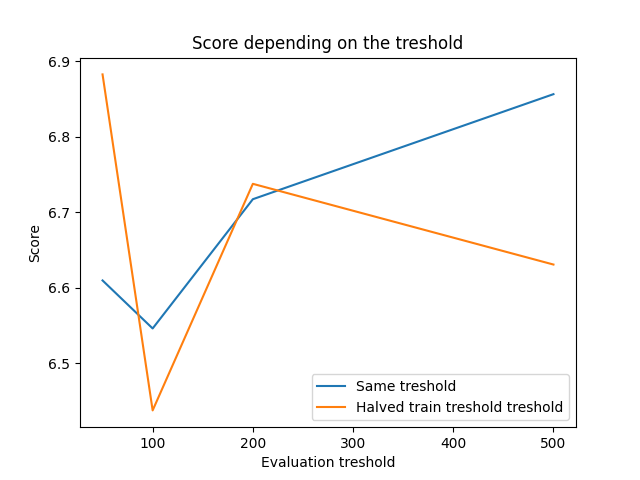 Score depending on the treshold
6.9
6.8
6.7
6.6
6.5
Score
100 200 300 400 500
Evaluation treshold
Same treshold
Halved train treshold treshold